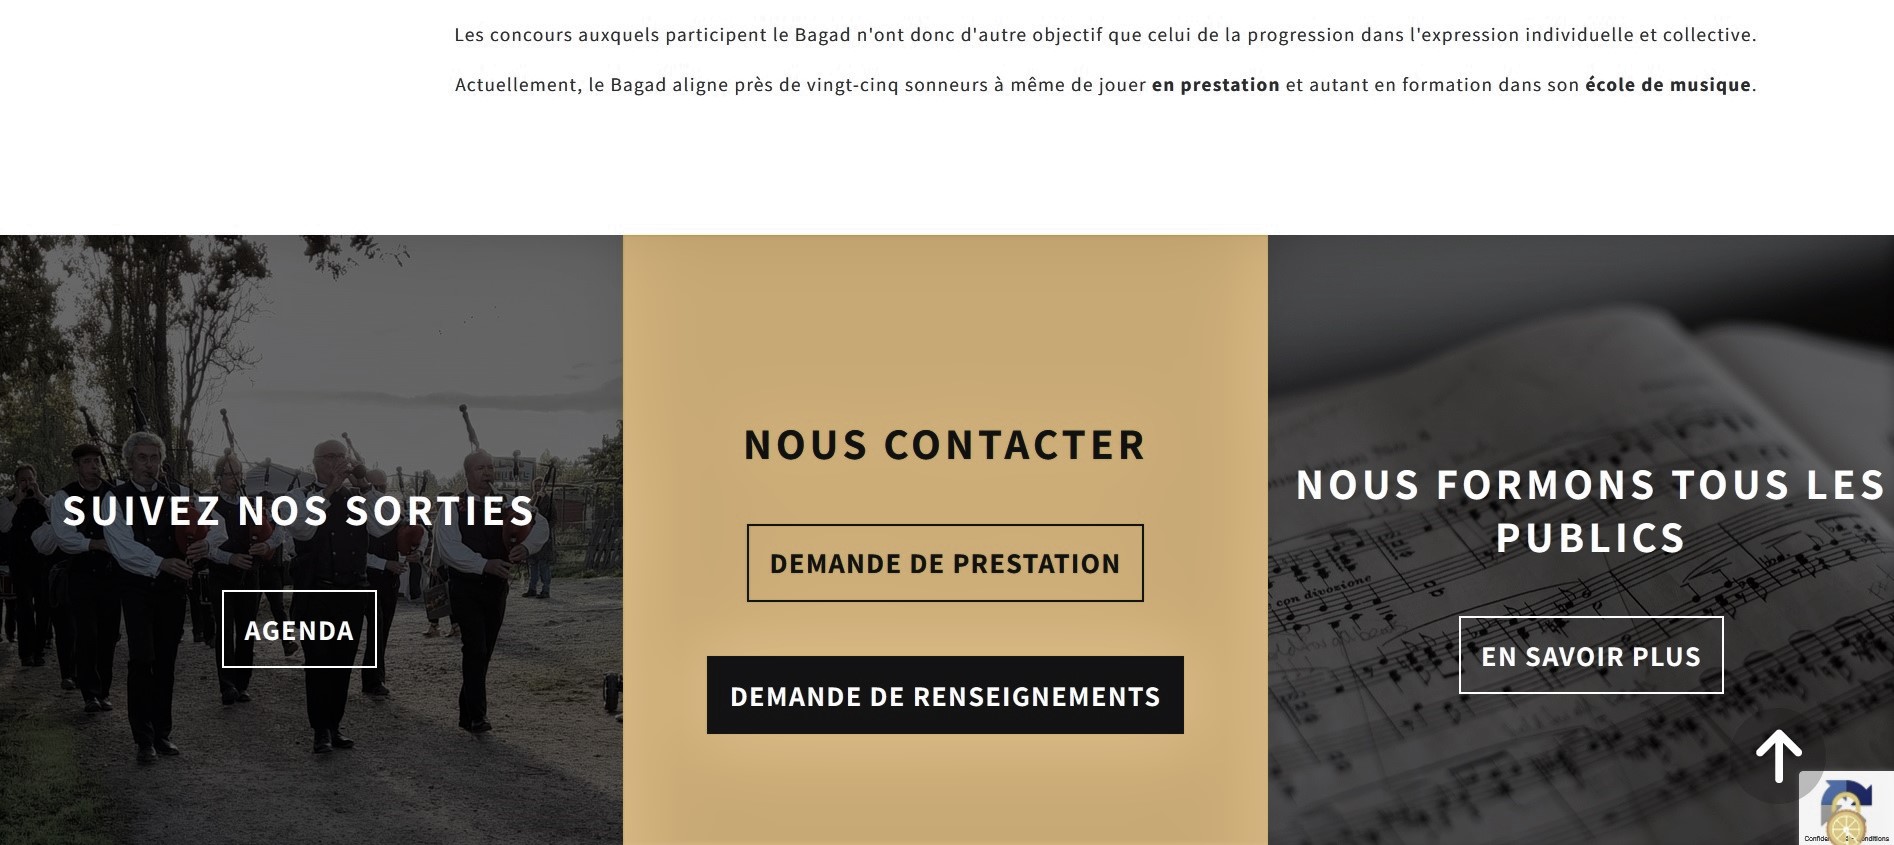 Les concours auxquels participent le Bagad n'ont donc d'autre objectif que celui de la progression dans l'expression individuelle et collective.
Actuellement, le Bagad aligne près de vingt-cinq sonneurs à même de jouer en prestation et autant en formation dans son école de musique.
SUIVEZ NOS SORTIES
AGENDA
NOUS CONTACTER
DEMANDE DE PRESTATION
DEMANDE DE RENSEIGNEMENTS
NOUS FORMONS TOUS LES
PUBLICS
con divozione
EN SAVOIR PLUS